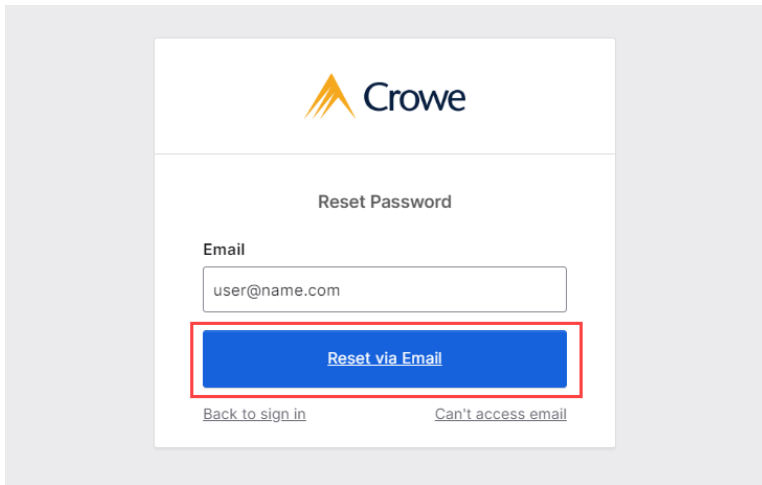 Crowe
Reset Password
Email
user@name.com
Reset via Email
Back to sign in Can't access email